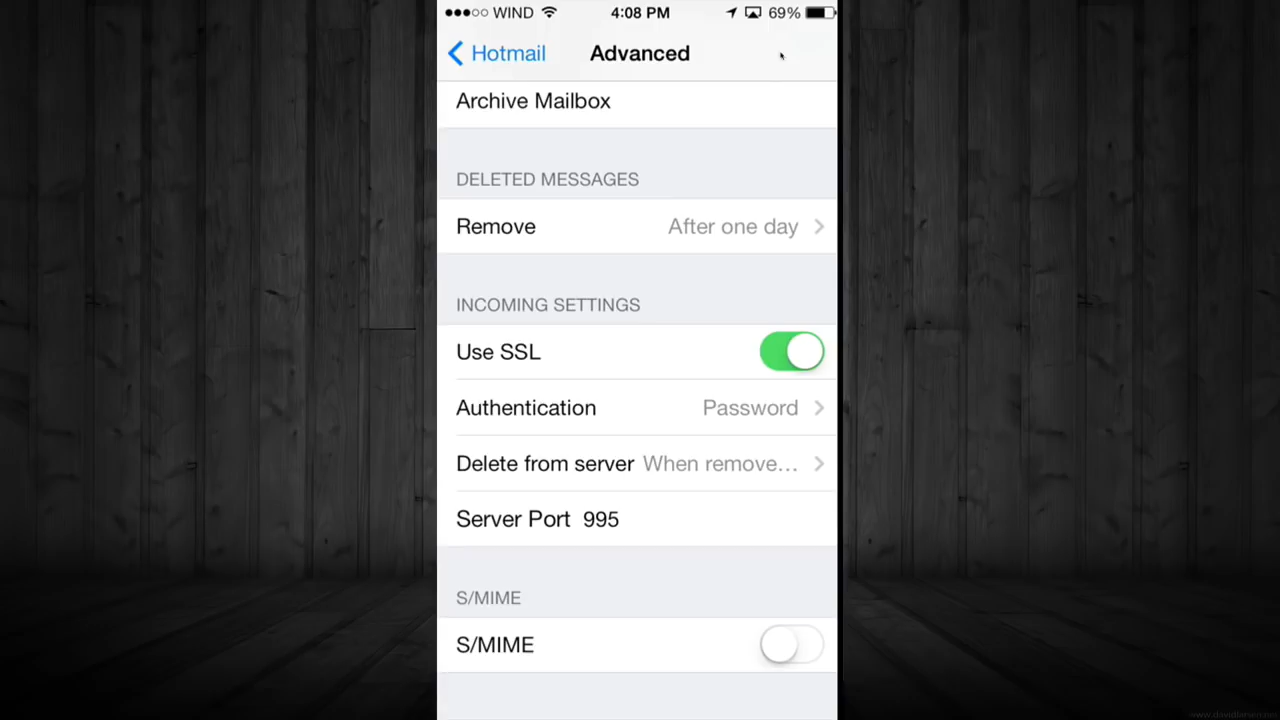 WIND 4:08 PM 69%
Hotmail Advanced
Archive Mailbox
DELETED MESSAGES
Remove After one day
INCOMING SETTINGS
Use SSL
Authentication Password
Delete from server When remove...
Server Port 995
S/MIME
S/MIME